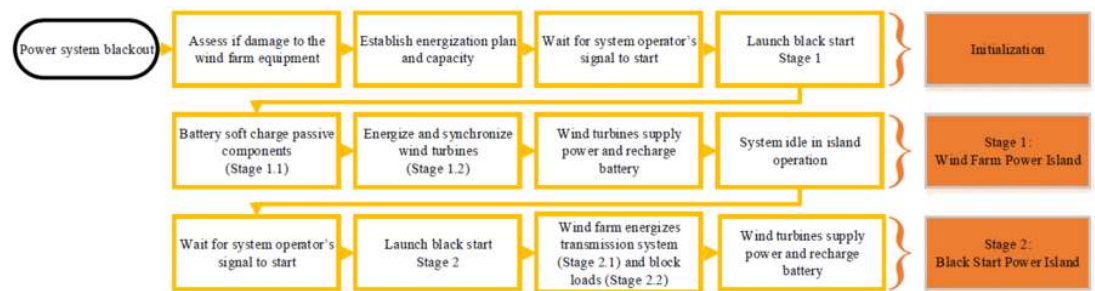 Power system blackout
Assess if damage to the
wind farm equipment
Establish energization plan
and capacity
Wait for system operator's
signal to start
Launch black start
Stage 1
Initialization
Battery soft charge passive
components
(Stage 1.1)
Energize and synchronize
wind turbines
(Stage 1.2)
Wind turbines supply
power and recharge
battery
System idle in island
operation
Stage 1:
Wind Farm Power Island
Wait for system operator's
signal to start
Launch black start
Stage 2
Wind farm energizes
transmission system
(Stage 2.1) and block
loads (Stage 2.2)
Wind turbines supply
power and recharge
battery
Stage 2:
Black Start Power Island